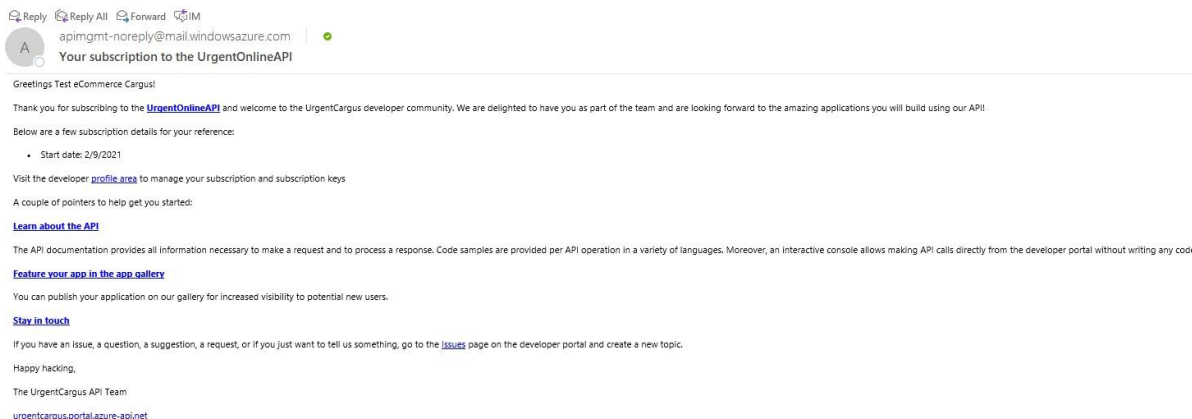 Reply Reply All Forward IM
A
apimgmt-noreply@mail.windowsazure.com
Your subscription to the UrgentOnlineAPI
Greetings Test eCommerce Cargus!
Thank you for subscribing to the UrgentOnlineAPI and welcome to the UrgentCargus developer community. We are delighted to have you as part of the team and are looking forward to the amazing applications you will build using our API!
Below are a few subscription details for your reference:
• Start date: 2/9/2021
Visit the developer profile area to manage your subscription and subscription keys
A couple of pointers to help get you started:
Learn about the API
The API documentation provides all information necessary to make a request and to process a response. Code samples are provided per API operation in a variety of languages. Moreover, an interactive console allows making API calls directly from the developer portal without writing any code
Feature your app in the app gallery
You can publish your application on our gallery for increased visibility to potential new users.
Stay in touch
If you have an issue, a question, a suggestion, a request, or if you just want to tell us something, go to the Issues page on the developer portal and create a new topic.
Happy hacking,
The UrgentCargus API Team
urgentcargus.portal.azure-api.net